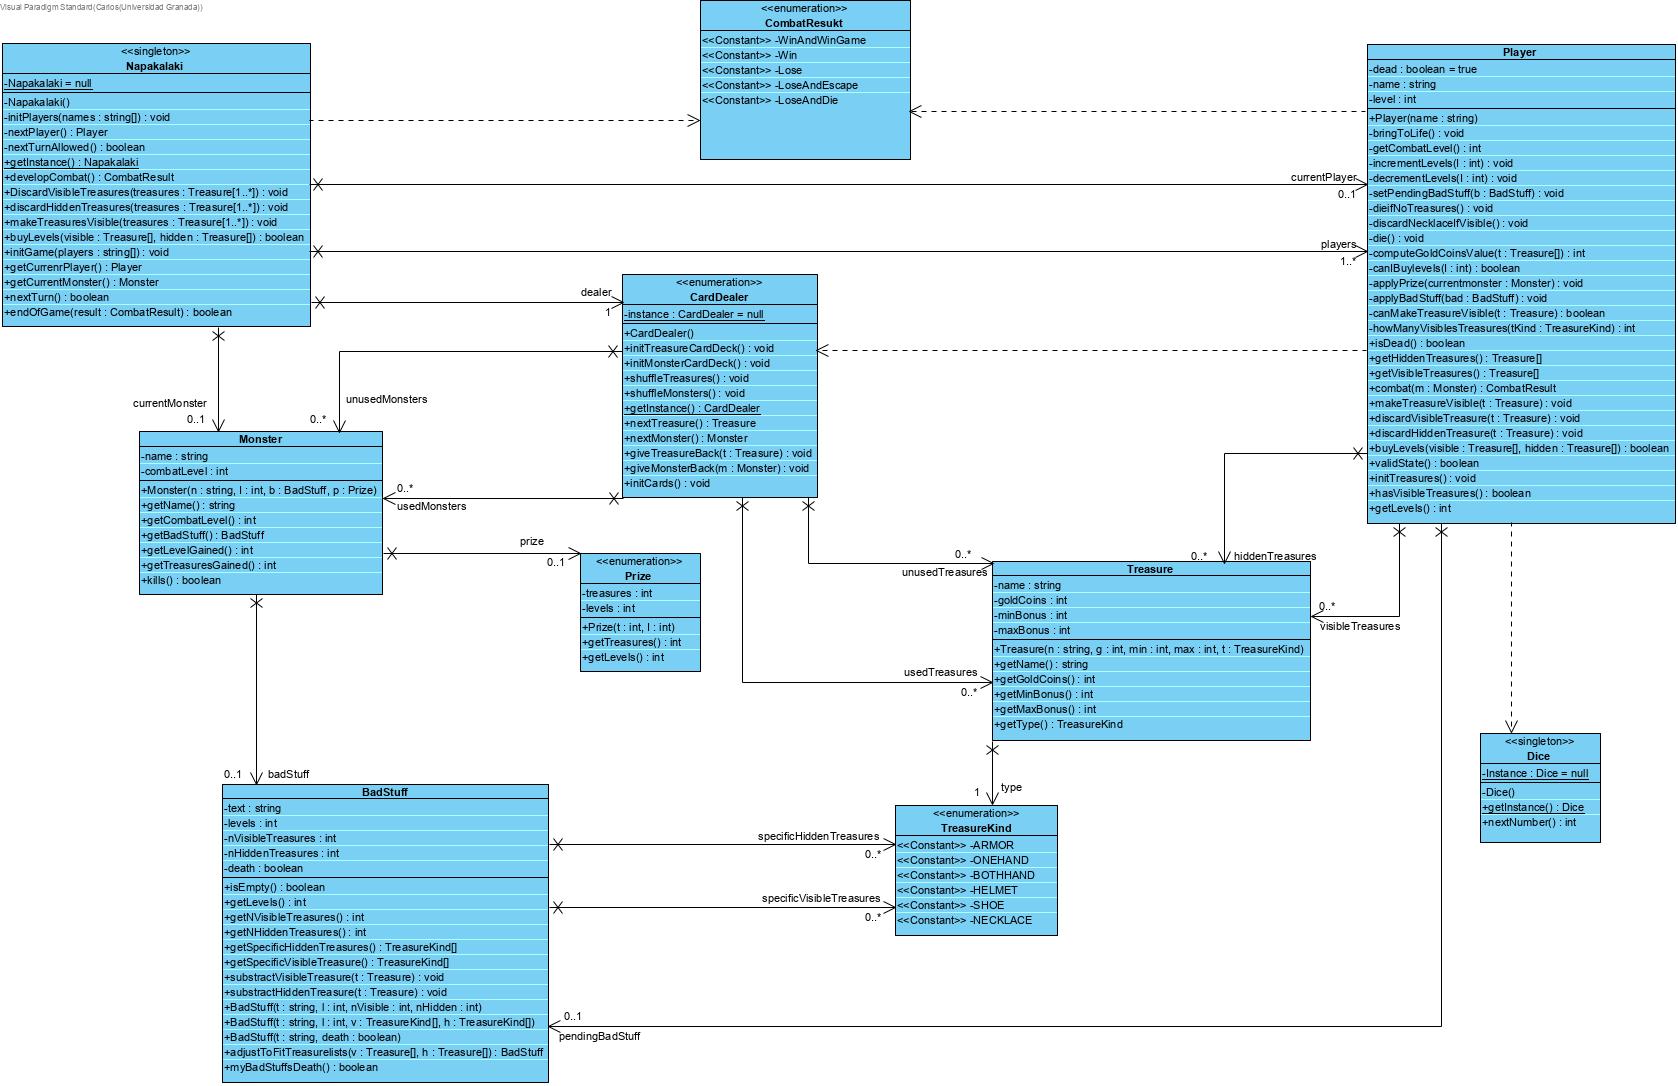 Visual Paradigm Standard(Carlos(Universidad Granada))
<<singleton>>
Napakalaki
-Napakalaki = null
-Napakalaki()
-initPlayers(names : string[]) : void
-nextPlayer() : Player
-nextTurnAllowed() : boolean
+getInstance() : Napakalaki
+developCombat() : CombatResult
+DiscardVisibleTreasures(treasures : Treasure[1..*]) : void
+discardHiddenTreasures(treasures : Treasure[1..*]) : void
+makeTreasuresVisible(treasures : Treasure[1..*]) : void
+buyLevels(visible : Treasure[], hidden : Treasure[]) : boolean
+initGame(players : string[]) : void
+getCurrenrPlayer() : Player
+getCurrentMonster() : Monster
+nextTurn() : boolean
+endOfGame(result : CombatResult) : boolean
<<enumeration>>
CombatResukt
<<Constant>> -WinAndWinGame
<<Constant>> -Win
<<Constant>> -Lose
<<Constant>> -LoseAndEscape
<<Constant>> -LoseAndDie
Player
-dead : boolean = true
-name : string
-level : int
+Player(name : string)
-bringToLife() : void
-getCombatLevel() : int
-incrementLevels(l : int) : void
-decrementLevels(l : int) : void
-setPendingBadStuff(b : BadStuff) : void
-dieifNoTreasures() : void
-discardNecklaceIfVisible() : void
-die() : void
-computeGoldCoinsValue(t : Treasure[]) : int
-canIBuylevels(l : int) : boolean
-applyPrize(currentmonster : Monster) : void
-applyBadStuff(bad : BadStuff) : void
-canMakeTreasureVisible(t : Treasure) : boolean
-howManyVisiblesTreasures(tKind : TreasureKind) : int
+isDead() : boolean
+getHiddenTreasures() : Treasure[]
+getVisibleTreasures() : Treasure[]
+combat(m : Monster) : CombatResult
+makeTreasureVisible(t : Treasure) : void
+discardVisibleTreasure(t : Treasure) : void
+discardHiddenTreasure(t : Treasure) : void
+buyLevels(visible : Treasure[], hidden : Treasure[]) : boolean
+validState() : boolean
+initTreasures() : void
+hasVisibleTreasures() : boolean
+getLevels() : int
currentPlayer
0..1
players
1..*
dealer
1
<<enumeration>>
CardDealer
-instance : CardDealer = null
+CardDealer()
+initTreasureCardDeck() : void
+initMonsterCardDeck() : void
+shuffleTreasures() : void
+shuffleMonsters() : void
+getInstance() : CardDealer
+nextTreasure() : Treasure
+nextMonster() : Monster
+giveTreasureBack(t : Treasure) : void
+giveMonsterBack(m : Monster) : void
+initCards() : void
currentMonster
0..1
unusedMonsters
0..*
Monster
-name : string
-combatLevel : int
+Monster(n : string, l : int, b : BadStuff, p : Prize)
+getName() : string
+getCombatLevel() : int
+getBadStuff() : BadStuff
+getLevelGained() : int
+getTreasuresGained() : int
+kills() : boolean
0..*
usedMonsters
prize
0..1
<<enumeration>>
Prize
-treasures : int
-levels : int
+Prize(t : int, l : int)
+getTreasures() : int
+getLevels() : int
0..*
unusedTreasures
0..*
hiddenTreasures
Treasure
-name : string
-goldCoins : int
-minBonus : int
-maxBonus : int
+Treasure(n : string, g : int, min : int, max : int, t : TreasureKind)
+getName() : string
+getGoldCoins() : int
+getMinBonus() : int
+getMaxBonus() : int
+getType() : TreasureKind
0..*
visibleTreasures
usedTreasures
0..*
<<singleton>>
Dice
-Instance : Dice = null
-Dice()
+getInstance() : Dice
+nextNumber() : int
0..1
badStuff
1
type
BadStuff
-text : string
-levels : int
-nVisibleTreasures : int
-nHiddenTreasures : int
-death : boolean
+isEmpty() : boolean
+getLevels() : int
+getNVisibleTreasures() : int
+getNHiddenTreasures() : int
+getSpecificHiddenTreasures() : TreasureKind[]
+getSpecificVisibleTreasure() : TreasureKind[]
+substractVisibleTreasure(t : Treasure) : void
+substractHiddenTreasure(t : Treasure) : void
+BadStuff(t : string, l : int, nVisible : int, nHidden : int)
+BadStuff(t : string, l : int, v : TreasureKind[], h : TreasureKind[])
+BadStuff(t : string, death : boolean)
+adjustToFitTreasurelists(v : Treasure[], h : Treasure[]) : BadStuff
+myBadStuffsDeath() : boolean
specificHiddenTreasures
0..*
specificVisibleTreasures
0..*
<<enumeration>>
TreasureKind
<<Constant>> -ARMOR
<<Constant>> -ONEHAND
<<Constant>> -BOTHHAND
<<Constant>> -HELMET
<<Constant>> -SHOE
<<Constant>> -NECKLACE
0..1
pendingBadStuff